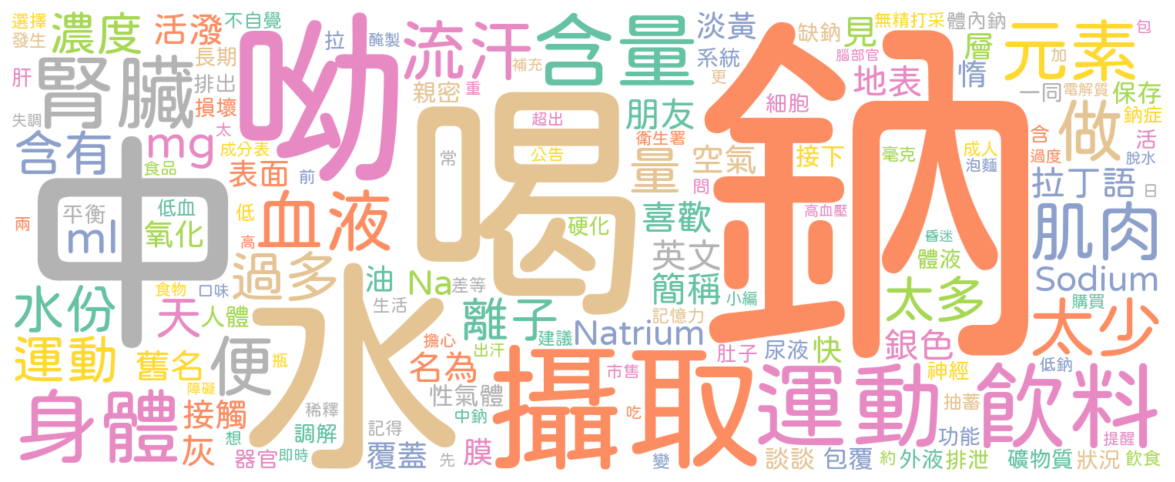 選擇
發生
濃度
活潑
不自覺
拉
醃製
流汗
補充
含量
淡黃
系統
缺鈉
見
無精打采
體內鈉
層
元素
包
加
肝
腎臟
長期
排出
損壞
呦
親密
重
更
朋友
腦部官
地表
惰
一同
電解質
保存
失調
太
mg
成分表
超出
衛生署
細胞
鈉
含
鈉症
含有
食品
表面
前
常
喝
公告
量
空氣
問
接下
毫克
成人
泡麵
過度
做
活
脫水
中
平衡
低血
低
血液
硬化
喜歡
高血壓
拉丁語
日
兩
ml
氧化
高
英文
昏迷
體液
肌肉
食物
口味
過多
油
Na
差等
簡稱
小編
太多
Sodium
購買
水份
天
人體
水
生活
離子
建議
Natrium
記憶力
銀色
太少
運動
舊名
便
瓶
擔心
出汗
名為
肚子
尿液
快
神經
低鈉
身體
障礙
接觸
稀釋
性氣體
中鈉
攝取
市售
吃
運動
抽蓄
飲料
灰
想
器官
即時
調解
記得
覆蓋
先
膜
變
談談
包覆
功能
約
外液
排泄
礦物質
狀況
提醒
飲食